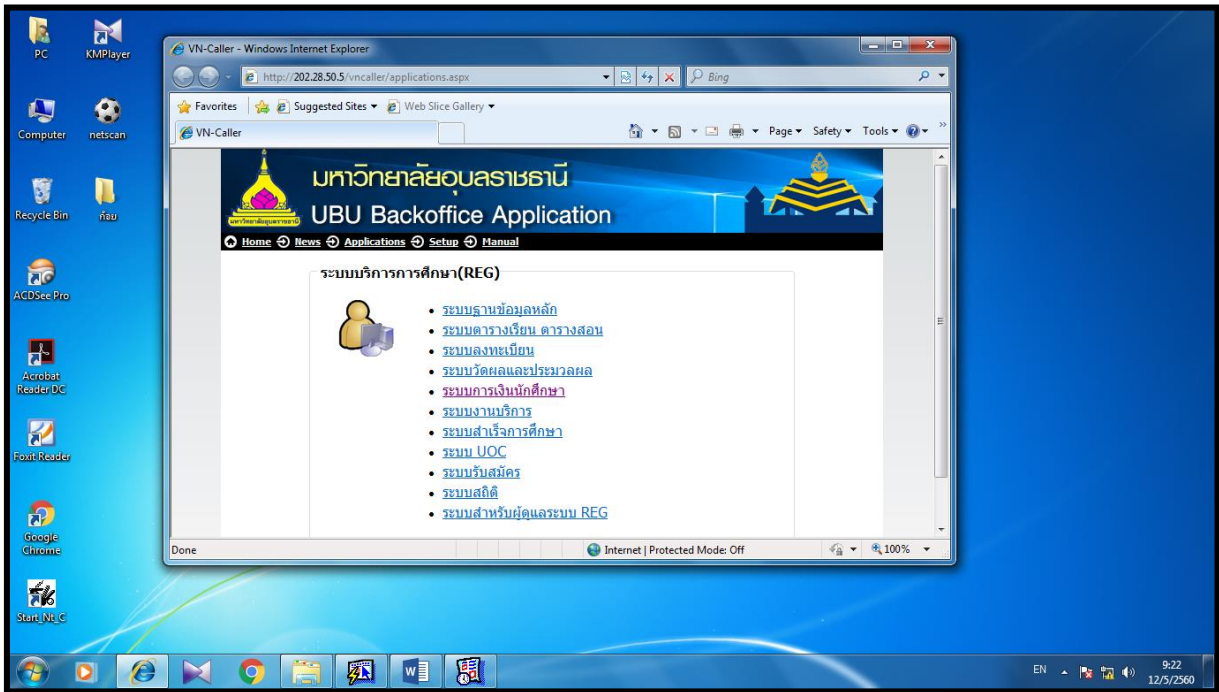 PC
KMPlayer
Computer
netscan
Recycle Bin
ก้อย
ACDSee Pro
Acrobat
Reader DC
Foxit Reader
Google
Chrome
Start_Nt_C
VN-Caller - Windows Internet Explorer
http://202.28.50.5/vncaller/applications.aspx
Bing
Favorites
Suggested Sites
Web Slice Gallery
VN-Caller
Page
Safety
Tools
มหาวิทยาลัยอุบลราชธานี
UBU Backoffice Application
Home News Applications Setup Manual
ระบบบริการการศึกษา(REG)
ระบบฐานข้อมูลหลัก
ระบบตารางเรียน ตารางสอน
ระบบลงทะเบียน
ระบบวัดผลและประมวลผล
ระบบการเงินนักศึกษา
ระบบงานบริการ
ระบบสำเร็จการศึกษา
ระบบ UOC
ระบบรับสมัคร
ระบบสถิติ
ระบบสำหรับผู้ดูแลระบบ REG
Done
Internet | Protected Mode: Off
100%
EN
9:22
12/5/2560